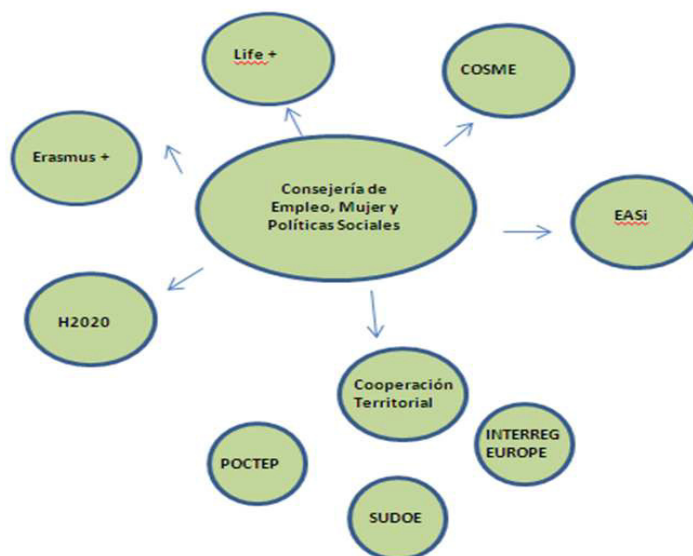 Life +
COSME
Erasmus +
Consejería de
Empleo, Mujer y
Políticas Sociales
EASi
H2020
Cooperación
Territorial
INTERREG
EUROPE
POCTEP
SUDOE